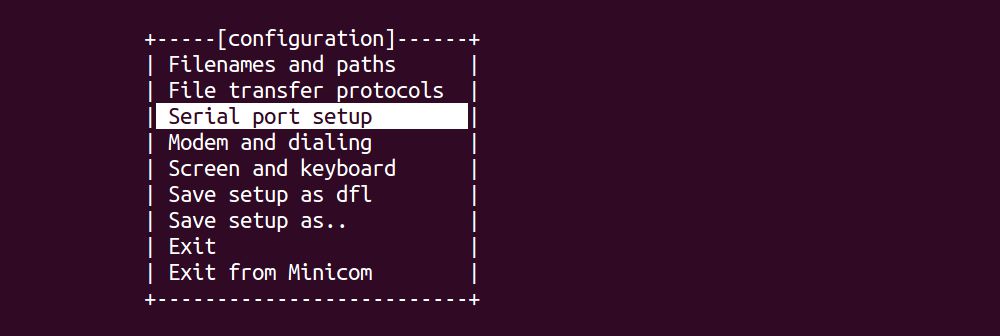 +-----[configuration]------+
| Filenames and paths      |
| File transfer protocols  |
| Serial port setup        |
| Modem and dialing        |
| Screen and keyboard      |
| Save setup as dfl        |
| Save setup as..          |
| Exit                     |
| Exit from Minicom        |
+--------------------------+